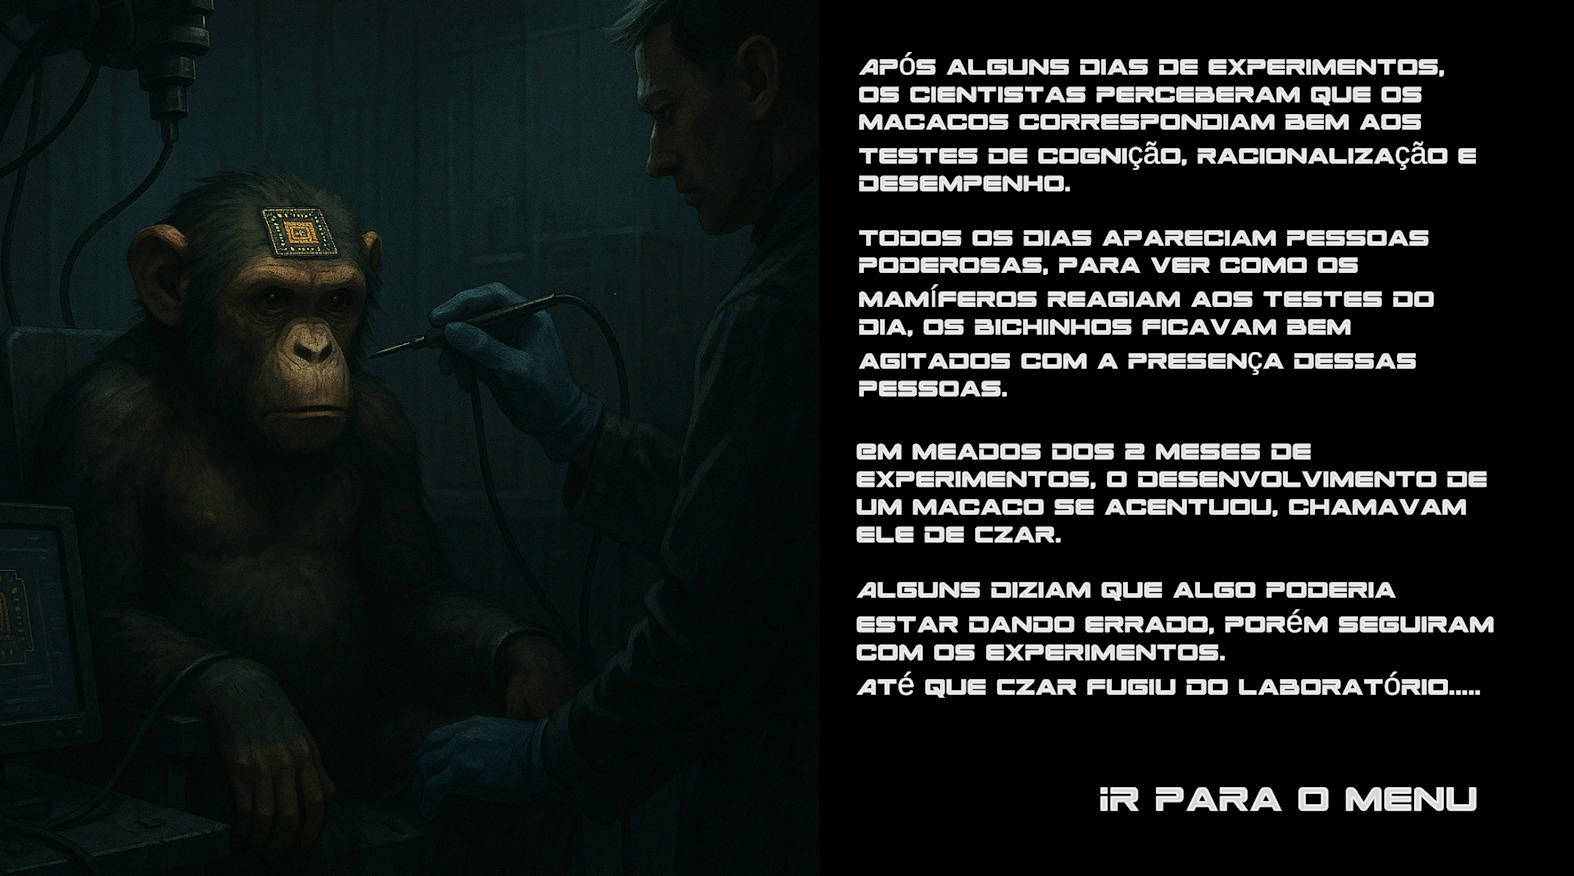 APÓS ALGUNS DIAS DE EXPERIMENTOS,
OS CIENTISTAS PERCEBERAM QUE OS
MACACOS CORRESPONDIAM BEM AOS
TESTES DE COGNIÇÃO, RACIONALIZAÇÃO E
DESEMPENHO.
TODOS OS DIAS APARECIAM PESSOAS
PODEROSAS, PARA VER COMO OS
MAMÍFEROS REAGIAM AOS TESTES DO
DIA, OS BICHINHOS FICAVAM BEM
AGITADOS COM A PRESENÇA DESSAS
PESSOAS.
EM MEADOS DOS 2 MESES DE
EXPERIMENTOS, O DESENVOLVIMENTO DE
UM MACACO SE ACENTUOU, CHAMAVAM
ELE DE CZAR.
ALGUNS DIZIAM QUE ALGO PODERIA
ESTAR DANDO ERRADO, PORÉM SEGUIRAM
COM OS EXPERIMENTOS.
ATÉ QUE CZAR FUGIU DO LABORATÓRIO.....
IR PARA O MENU